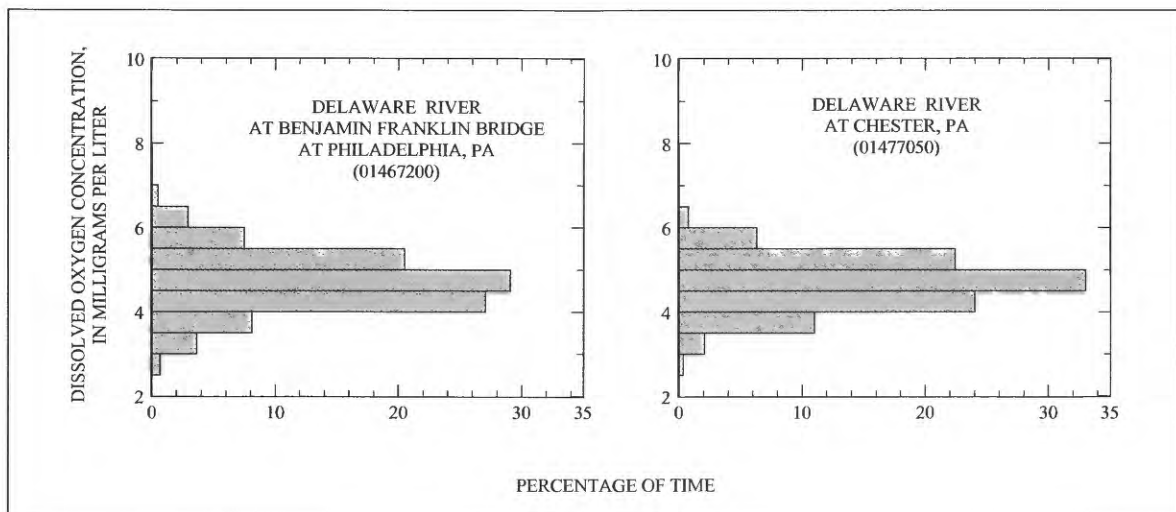 DISSOLVED OXYGEN CONCENTRATION,
IN MILLIGRAMS PER LITER
10
8
6
4
2
DELAWARE RIVER
AT BENJAMIN FRANKLIN BRIDGE
AT PHILADELPHIA, PA
(01467200)
0
10
20
30
35
10
8
6
4
2
DELAWARE RIVER
AT CHESTER, PA
(01477050)
0
10
20
30
35
PERCENTAGE OF TIME